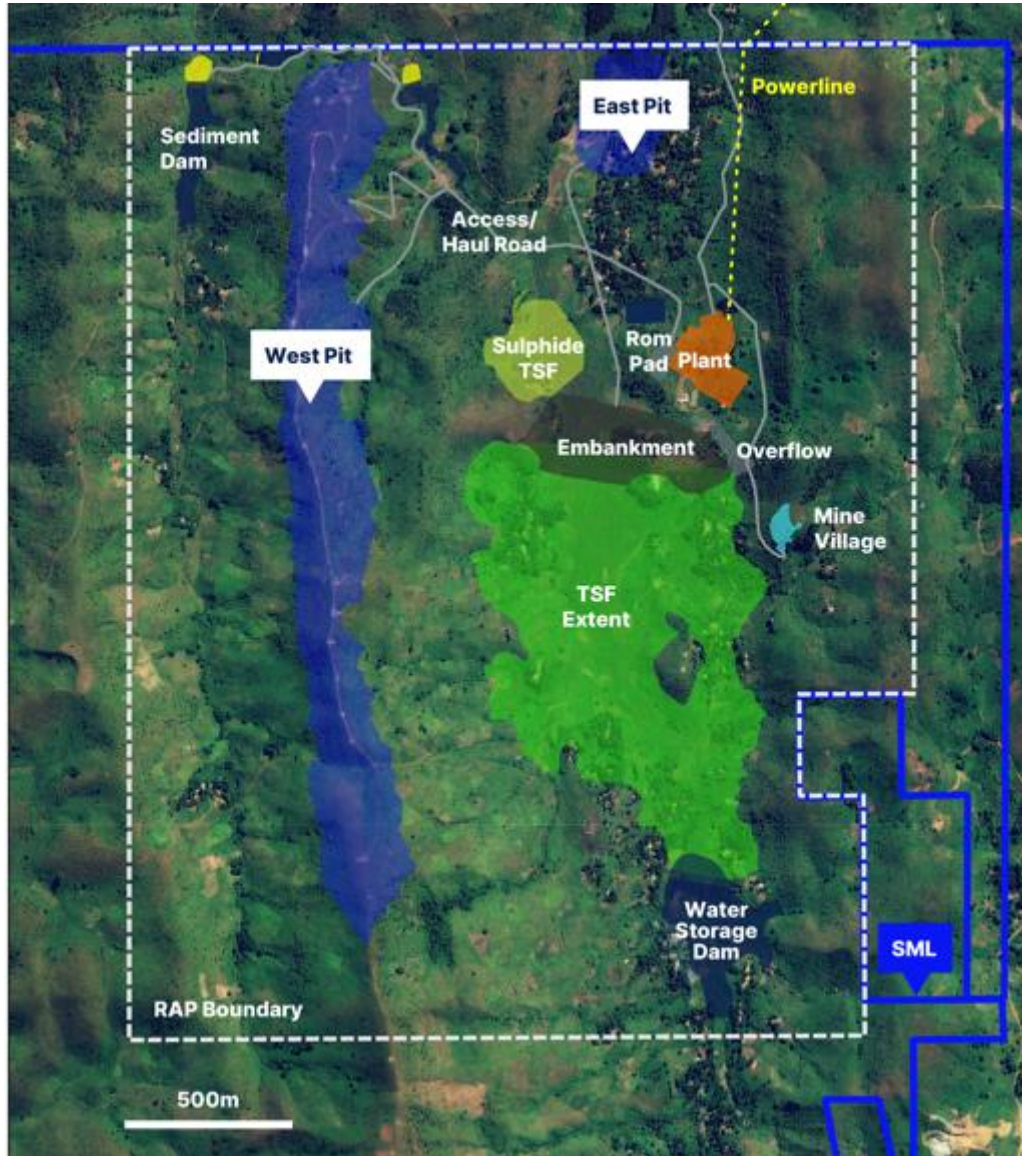 Powerline
East Pit
Sediment
Dam
Access/
Haul Road
West Pit
Sulphide
TSF
Rom
Pad
Plant
Embankment
Overflow
Mine
Village
TSF
Extent
Water
Storage
Dam
SML
RAP Boundary
500m